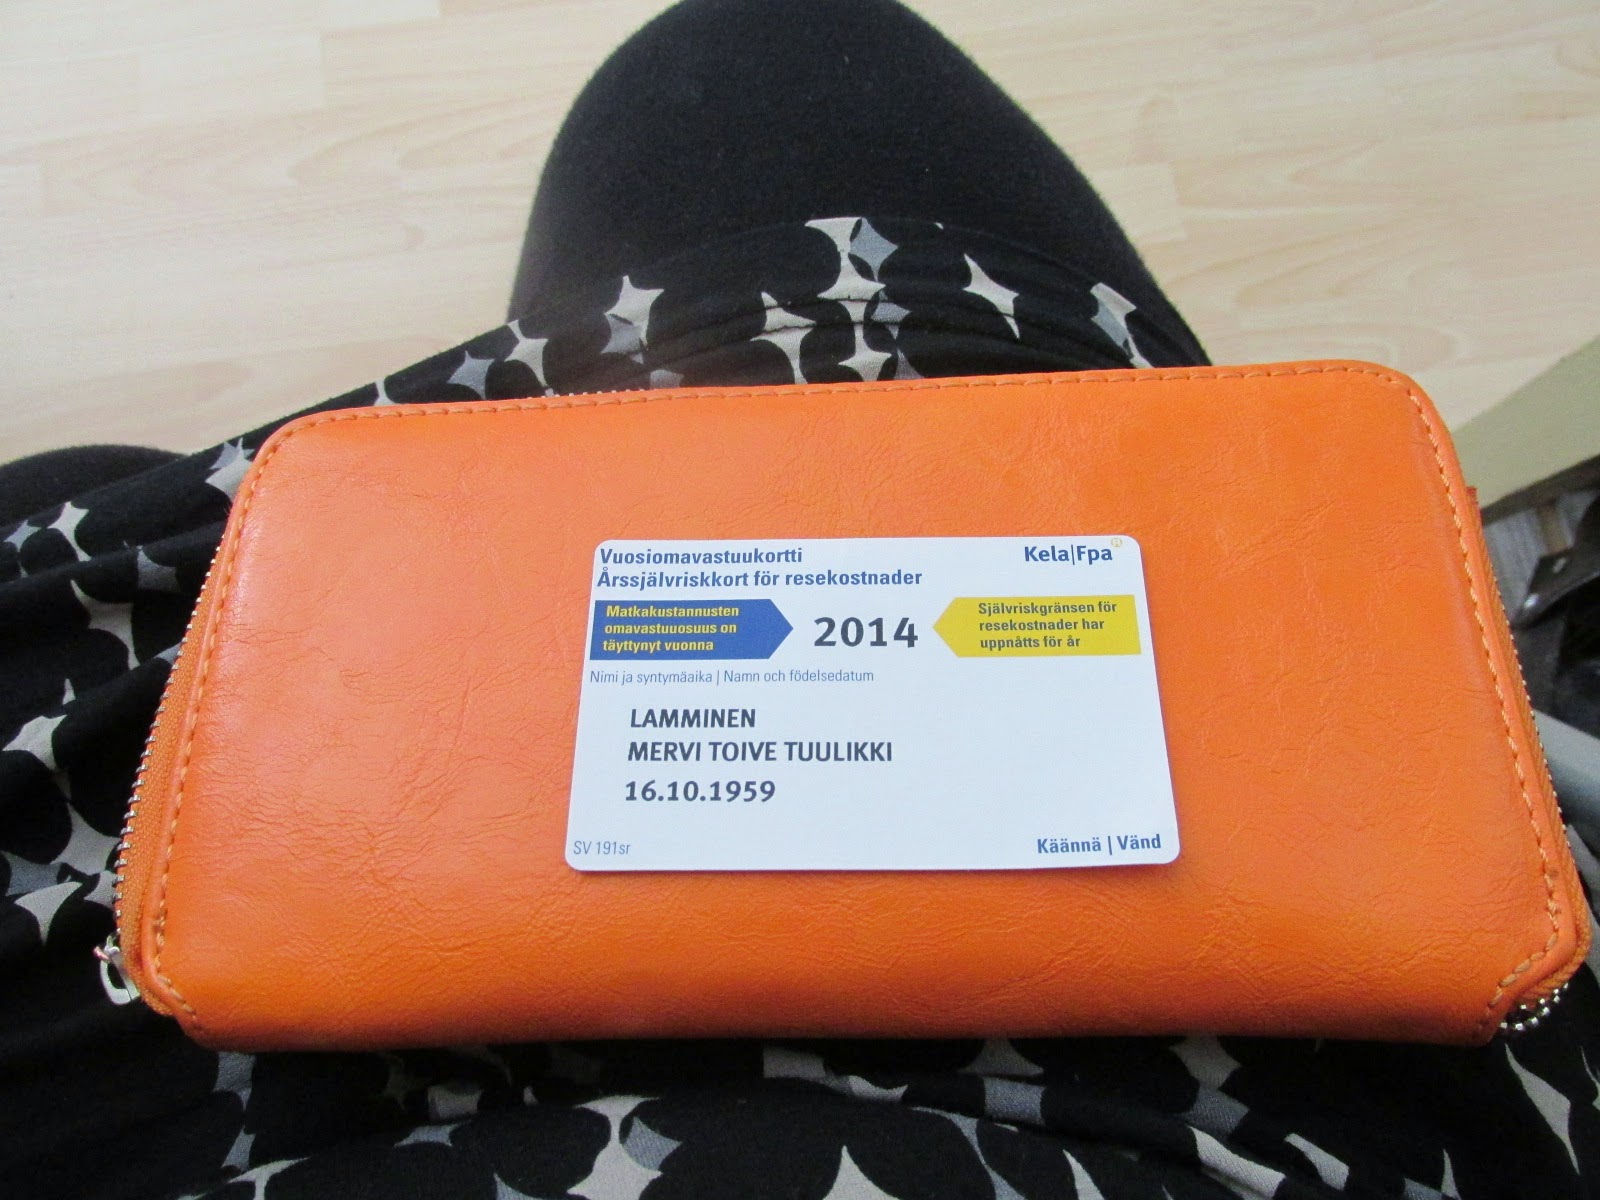 Vuosiomavastuukortti
Kela|Fpa®
Årssjälvriskkort för resekostnader
Matkakustannusten
omavastuuosuus on
täyttynyt vuonna
2014
Självriskgränsen för
resekostnader har
uppnåtts för år
Nimi ja syntymäaika | Namn och födelsedatum
LAMMINEN
MERVI TOIVE TUULIKKI
16.10.1959
SV 191sr
Käännä | Vänd